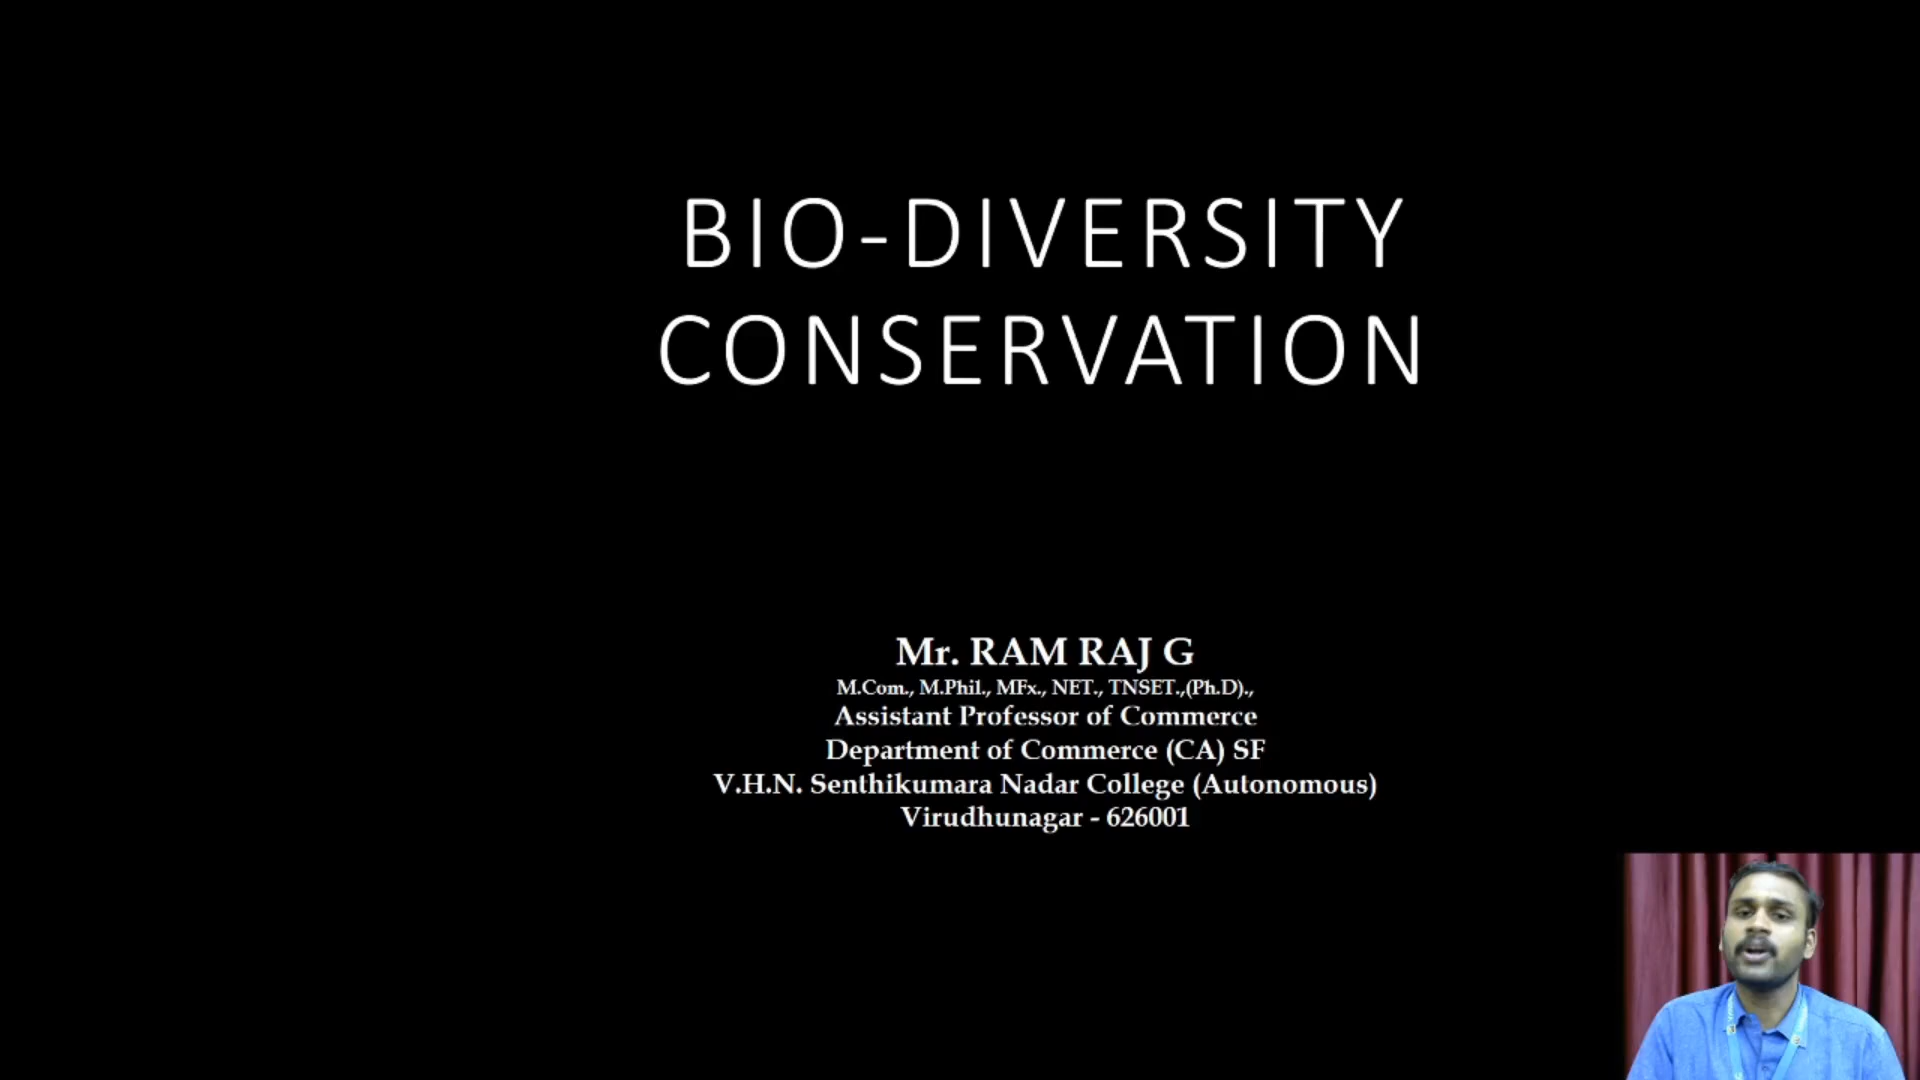 BIO-DIVERSITY
CONSERVATION
Mr. RAM RAJ G
M.Com., M.Phil., MFx., NET., TNSET.,(Ph.D).,
Assistant Professor of Commerce
Department of Commerce (CA) SF
V.H.N. Senthikumara Nadar College (Autonomous)
Virudhunagar - 626001